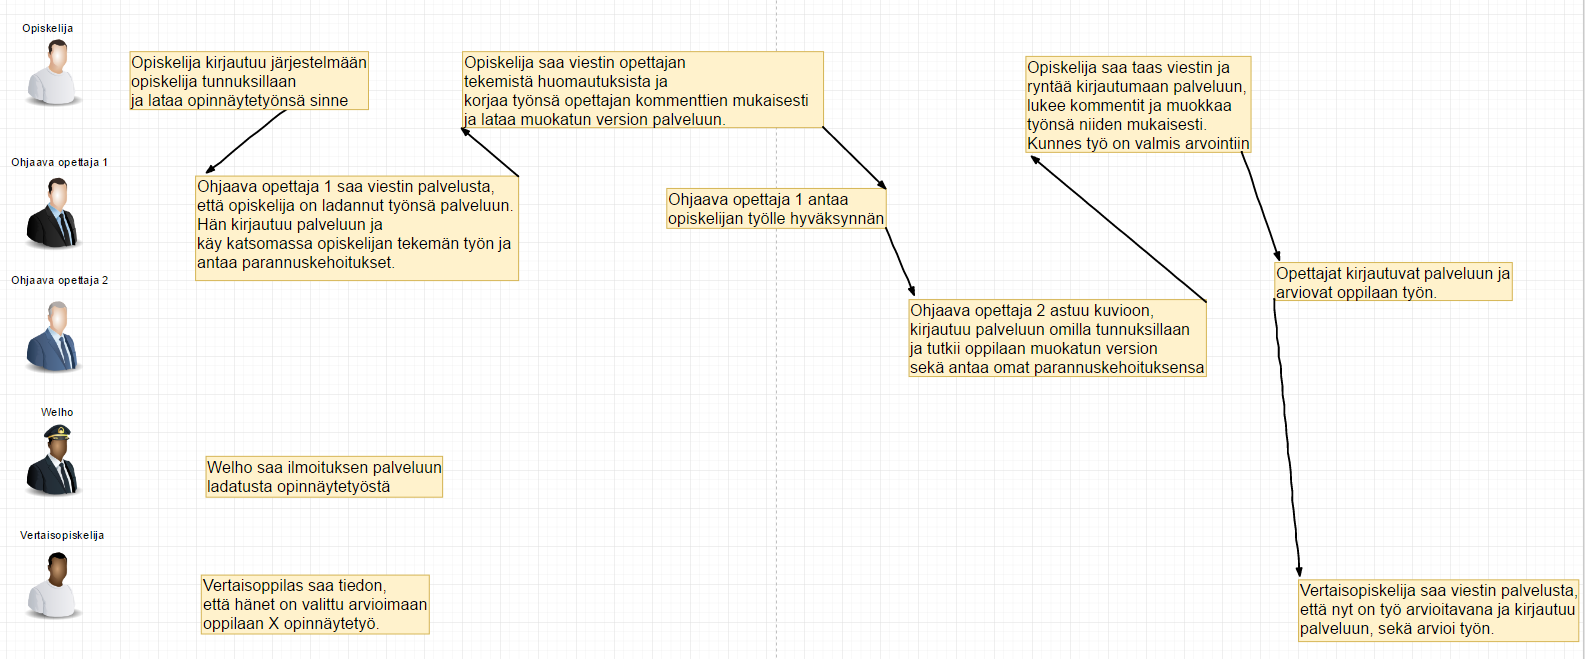 Opiskelija
Opiskelija kirjautuu järjestelmään
opiskelija tunnuksillaan
ja lataa opinnäytetyönsä sinne
Opiskelija saa viestin opettajan
tekemistä huomautuksista ja
korjaa työnsä opettajan kommenttien mukaisesti
ja lataa muokatun version palveluun.
Opiskelija saa taas viestin ja
ryntää kirjautumaan palveluun,
lukee kommentit ja muokkaa
työnsä niiden mukaisesti.
Kunnes työ on valmis arvointiin
Ohjaava opettaja 1
Ohjaava opettaja 1 saa viestin palvelusta,
että opiskelija on ladannut työnsä palveluun.
Hän kirjautuu palveluun ja
käy katsomassa opiskelijan tekemän työn ja
antaa parannuskehoitukset.
Ohjaava opettaja 1 antaa
opiskelijan työlle hyväksynnän
Opettajat kirjautuvat palveluun ja
arviovat oppilaan työn.
Ohjaava opettaja 2
Ohjaava opettaja 2 astuu kuvioon,
kirjautuu palveluun omilla tunnuksillaan
ja tutkii oppilaan muokatun version
sekä antaa omat parannuskehoituksensa
Welho
Welho saa ilmoituksen palveluun
ladatusta opinnäytetyöstä
Vertaisopiskelija
Vertaisoppilas saa tiedon,
että hänet on valittu arvioimaan
oppilaan X opinnäytetyö.
Vertaisopiskelija saa viestin palvelusta,
että nyt on työ arvioitavana ja kirjautuu
palveluun, sekä arvioi työn.